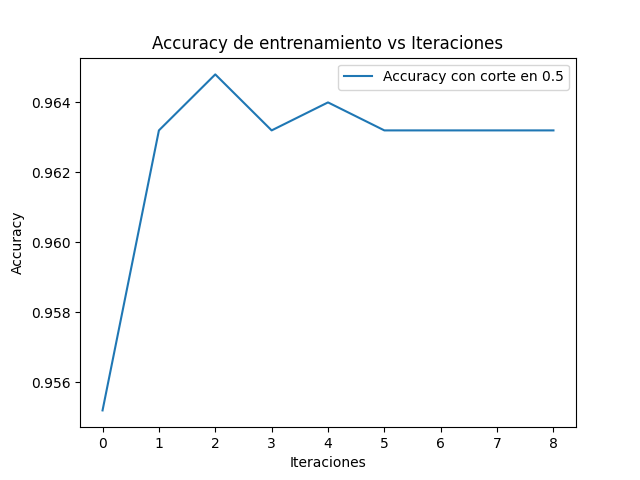 Accuracy de entrenamiento vs Iteraciones
Accuracy con corte en 0.5
0.964
0.962
0.960
0.958
0.956
Accuracy
0 1 2 3 4 5 6 7 8
Iteraciones